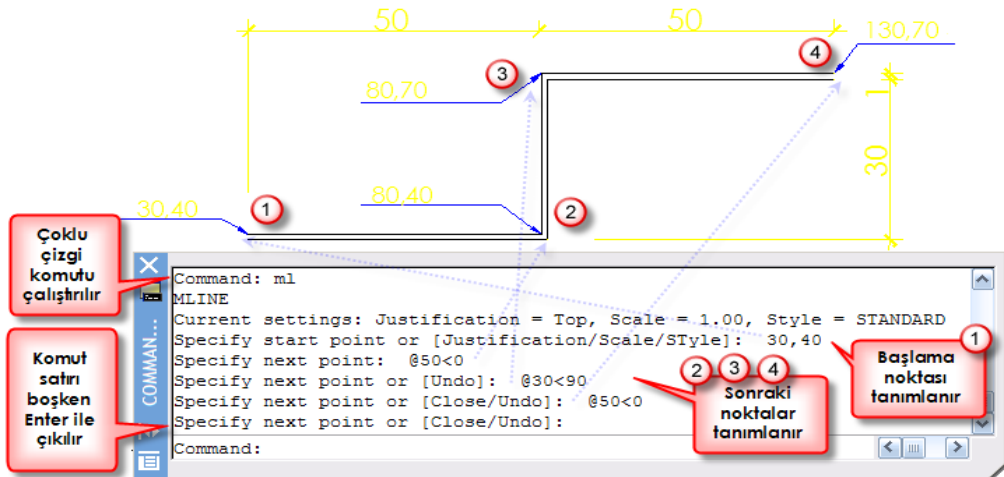 50
50
130,70
4
3
80,70
1
30
30,40
1
80,40
2
Çoklu
çizgi
komutu
çalıştırılır
Command: ml
MLINE
Current settings: Justification = Top, Scale = 1.00, Style = STANDARD
Specify start point or [Justification/Scale/STyle]: 30,40
Specify next point: @50<0
Specify next point or [Undo]: @30<90
Specify next point or [Close/Undo]: @50<0
Specify next point or [Close/Undo]:
Command:
COMMAN...
Komut
satırı
boşken
Enter ile
çıkılır
2 3 4
Sonraki
noktalar
tanımlanır
1
Başlama
noktası
tanımlanır